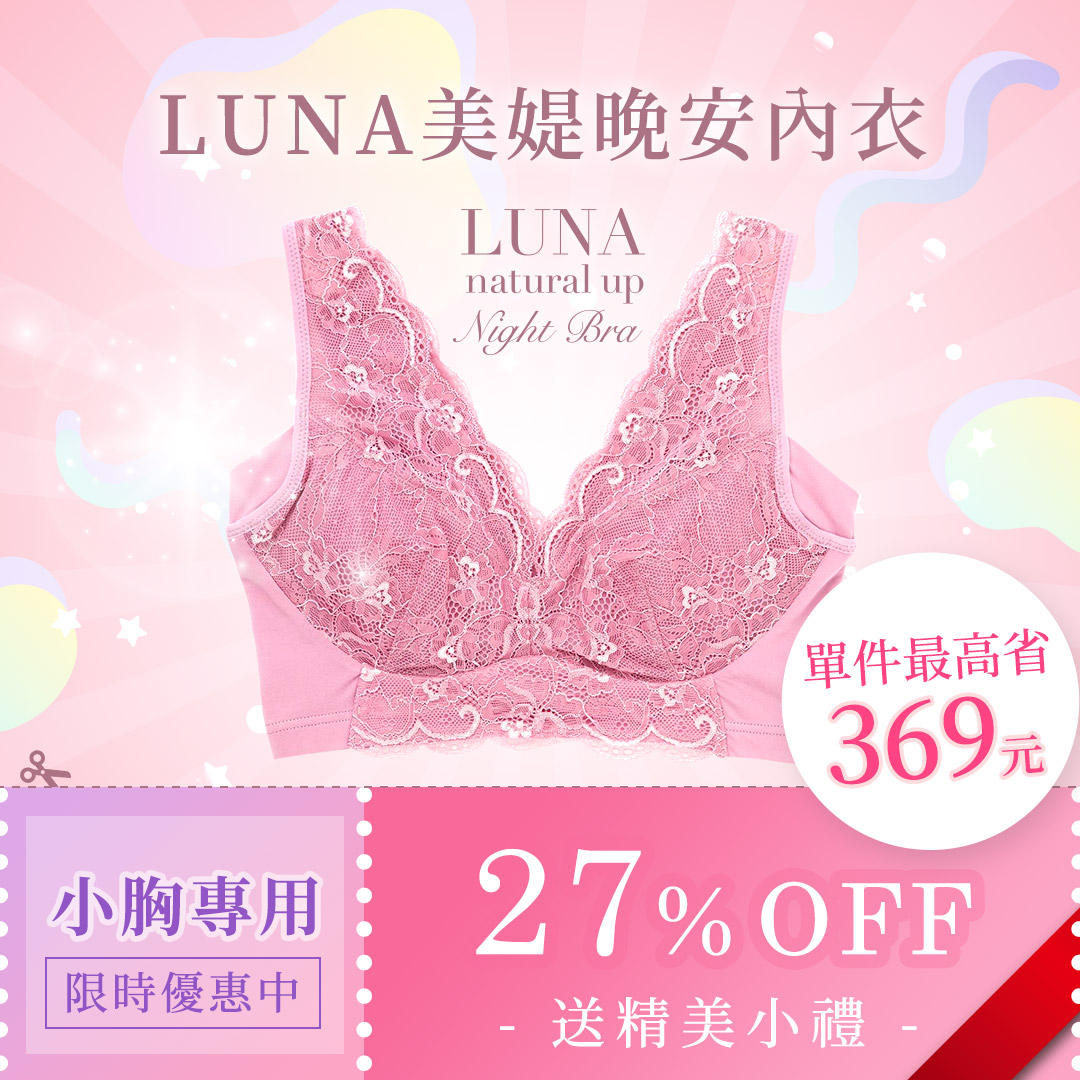 LUNA美媞晚安內衣
LUNA
natural up
Night Bra
單件最高省
369元
小胸專用
限時優惠中
27% OFF
- 送精美小禮 -